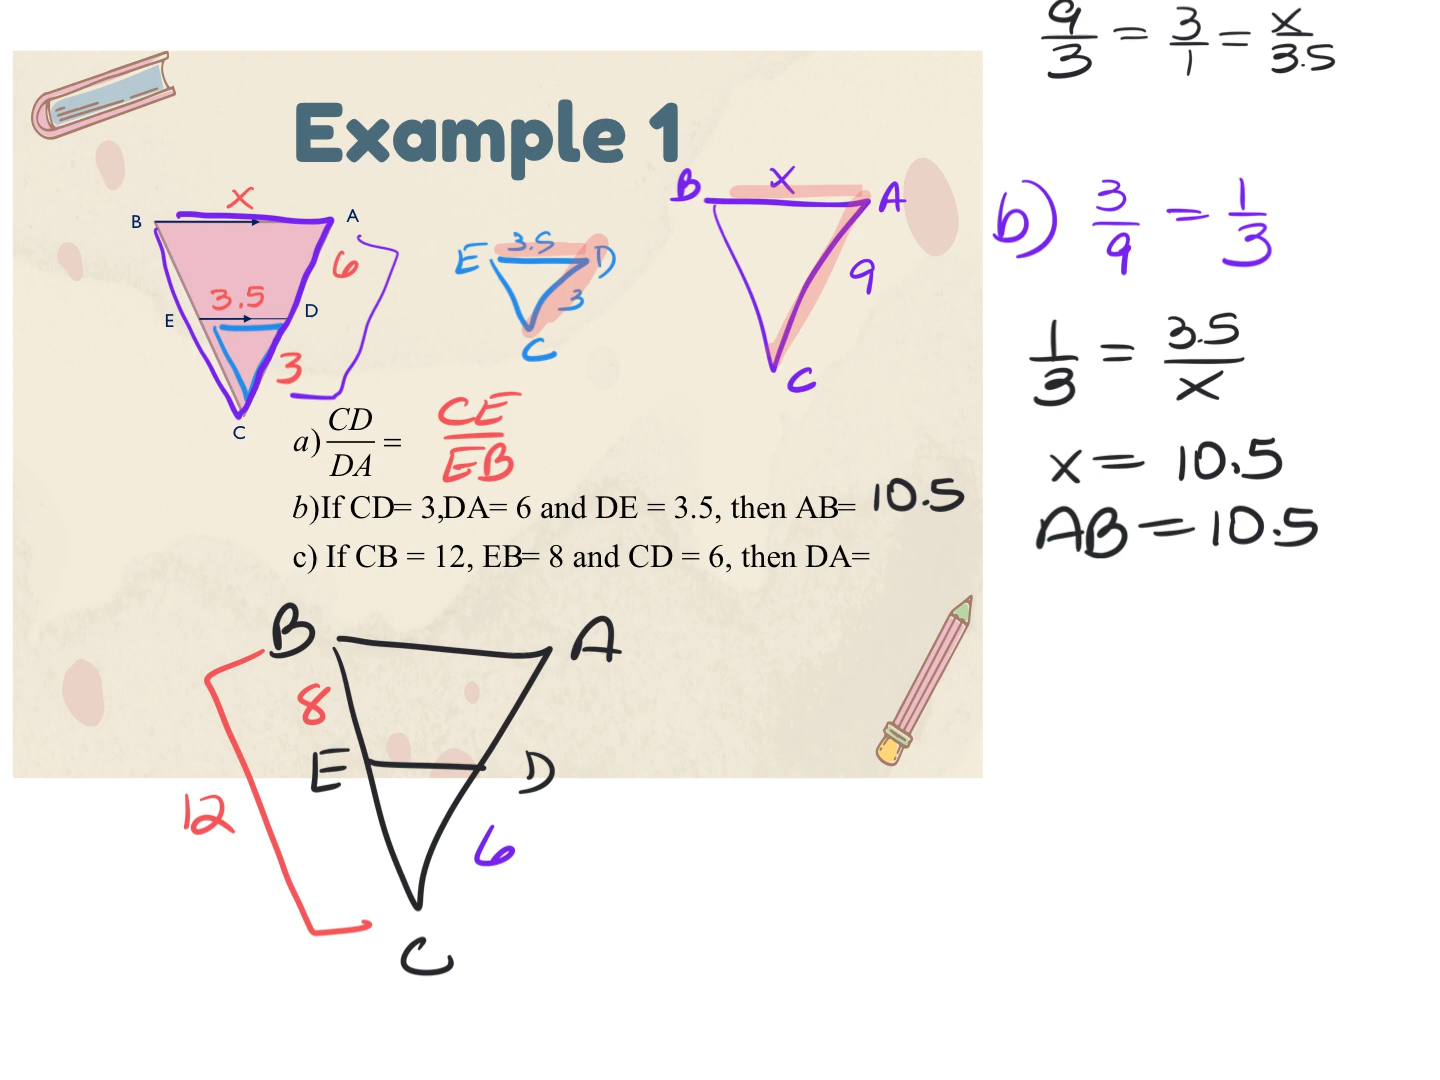 9/3 = 3/1 = x/3.5
Example 1
x
B A
6
3.5
E D
3
C
E 3.5 D
3
C
B x A
9
C
b) 3/9 = 1/3
1/3 = 3.5/x
x = 10.5
AB = 10.5
a) CD/DA = CE/EB
b)If CD= 3,DA= 6 and DE = 3.5, then AB= 10.5
c) If CB = 12, EB= 8 and CD = 6, then DA=
B A
8
E D
12
6
C